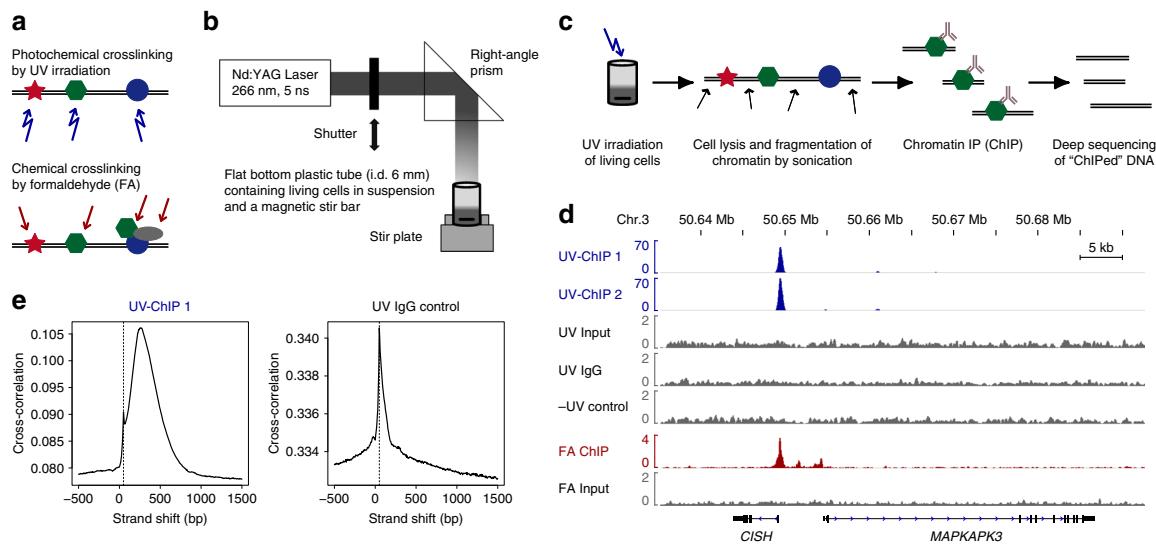 a
Photochemical crosslinking
by UV irradiation
Chemical crosslinking
by formaldehyde (FA)
b
Nd:YAG Laser
266 nm, 5 ns
Right-angle
prism
Shutter
Flat bottom plastic tube (i.d. 6 mm)
containing living cells in suspension
and a magnetic stir bar
Stir plate
c
UV irradiation
of living cells
Cell lysis and fragmentation of
chromatin by sonication
Chromatin IP (ChIP)
Deep sequencing
of “ChIPed” DNA
d
Chr.3 50.64 Mb 50.65 Mb 50.66 Mb 50.67 Mb 50.68 Mb
5 kb
UV-ChIP 1 70 0
UV-ChIP 2 70 0
UV Input 2 0
UV IgG 2 0
–UV control 2 0
FA ChIP 4 0
FA Input 2 0
CISH MAPKAPK3
e
UV-ChIP 1
Cross-correlation
0.105
0.100
0.095
0.090
0.085
0.080
–500 0 500 1000 1500
Strand shift (bp)
UV IgG control
Cross-correlation
0.340
0.338
0.336
0.334
–500 0 500 1000 1500
Strand shift (bp)